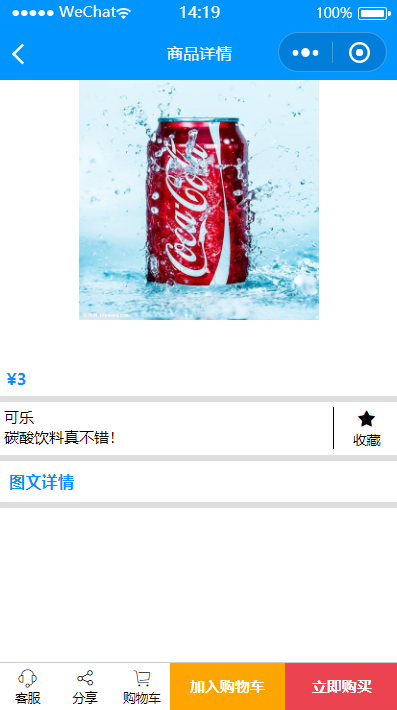 WeChat 14:19 100%
商品详情
Coca-Cola
¥3
可乐
碳酸饮料真不错!
收藏
图文详情
客服 分享 购物车 加入购物车 立即购买